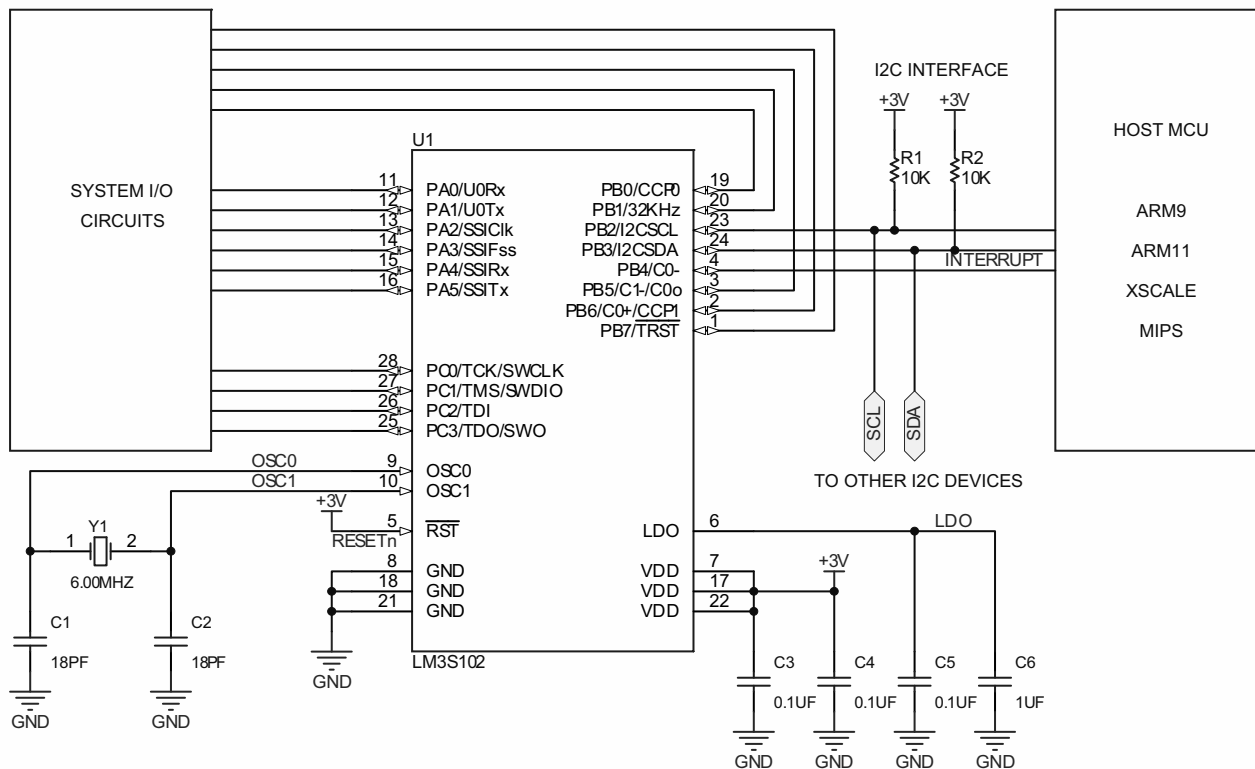 I2C INTERFACE
+3V +3V
HOST MCU
R1
10K
R2
10K
ARM9
ARM11
XSCALE
MIPS
SYSTEM I/O
CIRCUITS
U1
11 PA0/U0Rx
12 PA1/U0Tx
13 PA2/SSIClk
14 PA3/SSIFss
15 PA4/SSIRx
16 PA5/SSITx
28 PC0/TCK/SWCLK
27 PC1/TMS/SWDIO
26 PC2/TDI
25 PC3/TDO/SWO
OSC0 9 OSC0
OSC1 10 OSC1
+3V
RESETn 5 RST
8 GND
18 GND
21 GND
GND
PB0/CCP0 19
PB1/32KHz 20
PB2/I2CSCL 23
PB3/I2CSDA 24
PB4/C0- 4 INTERRUPT
PB5/C1-/C0o 3
PB6/C0+/CCP1 2
PB7/TRST 1
SCL
SDA
TO OTHER I2C DEVICES
LDO 6 LDO
VDD 7
VDD 17
VDD 22
+3V
LM3S102
Y1
1 2
6.00MHZ
C1
18PF
GND
C2
18PF
GND
C3
0.1UF
GND
C4
0.1UF
GND
C5
0.1UF
GND
C6
1UF
GND